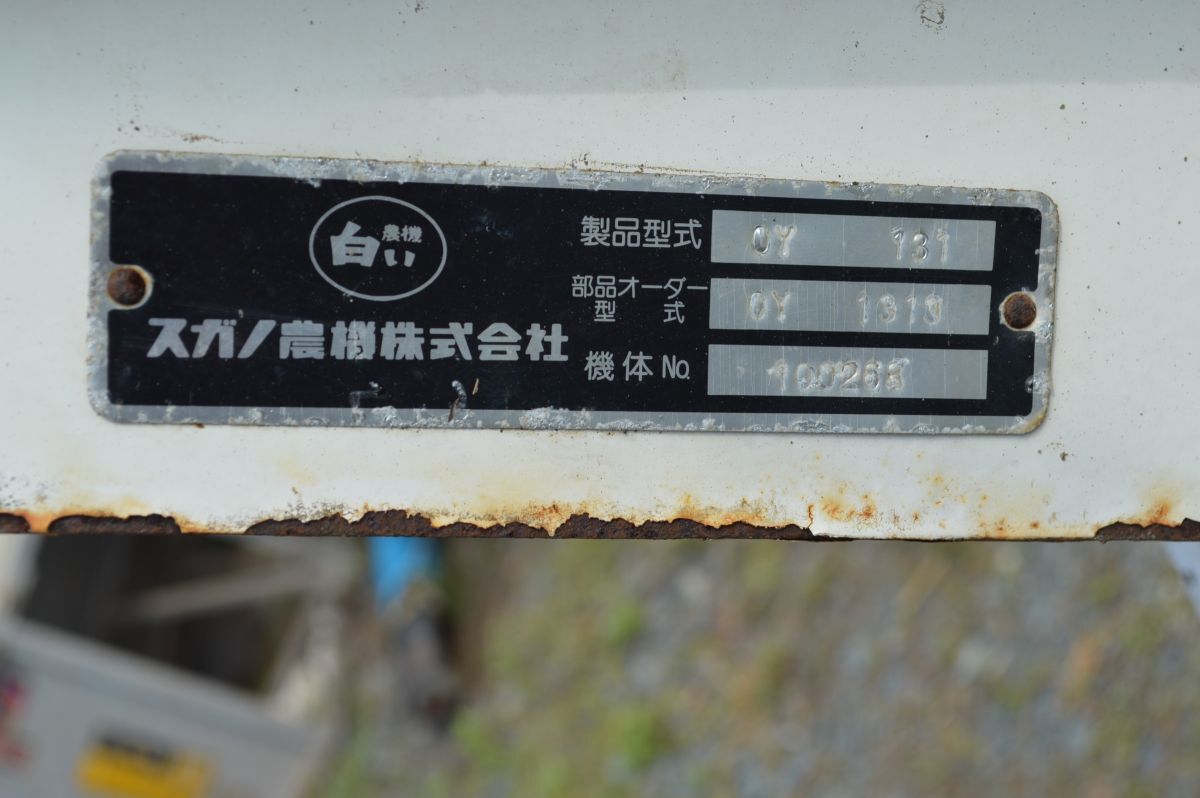 白い農機
スガノ農機株式会社
製品型式 OY 131
部品オーダー型式 OY 1313
機体No. 100268